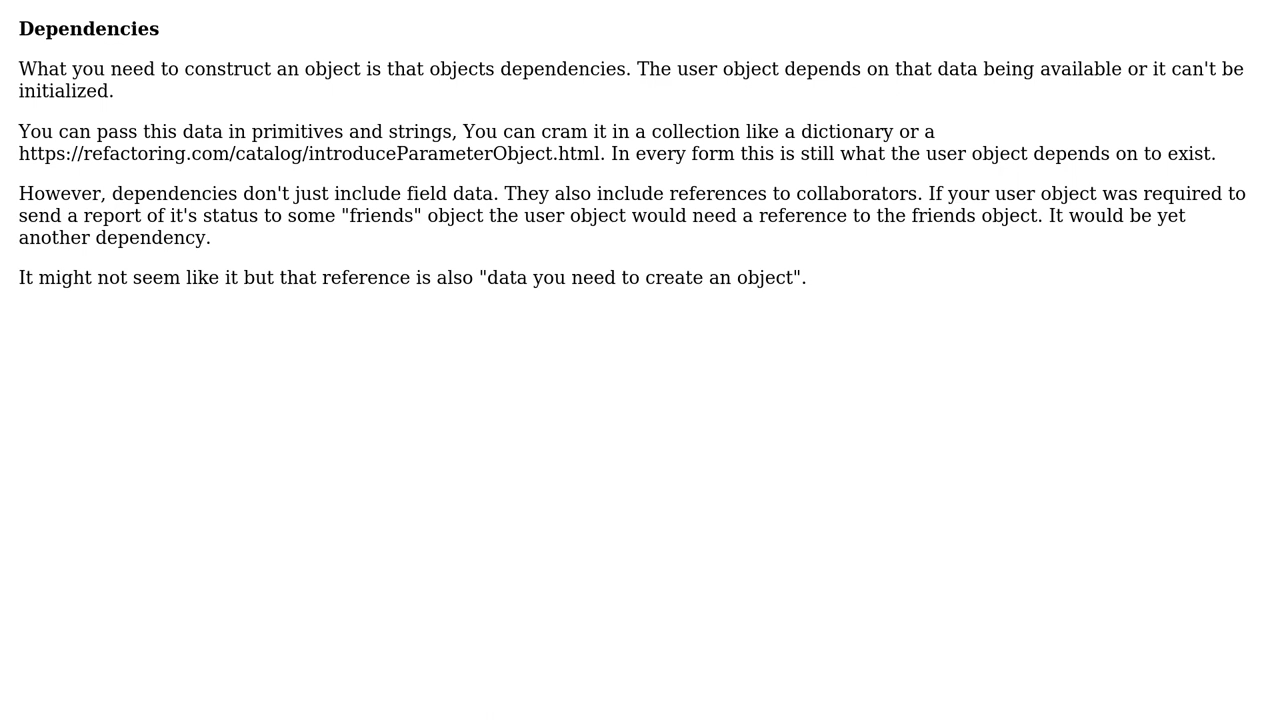 Dependencies
What you need to construct an object is that objects dependencies. The user object depends on that data being available or it can't be
initialized.
You can pass this data in primitives and strings, You can cram it in a collection like a dictionary or a
https://refactoring.com/catalog/introduceParameterObject.html. In every form this is still what the user object depends on to exist.
However, dependencies don't just include field data. They also include references to collaborators. If your user object was required to
send a report of it's status to some "friends" object the user object would need a reference to the friends object. It would be yet
another dependency.
It might not seem like it but that reference is also "data you need to create an object".